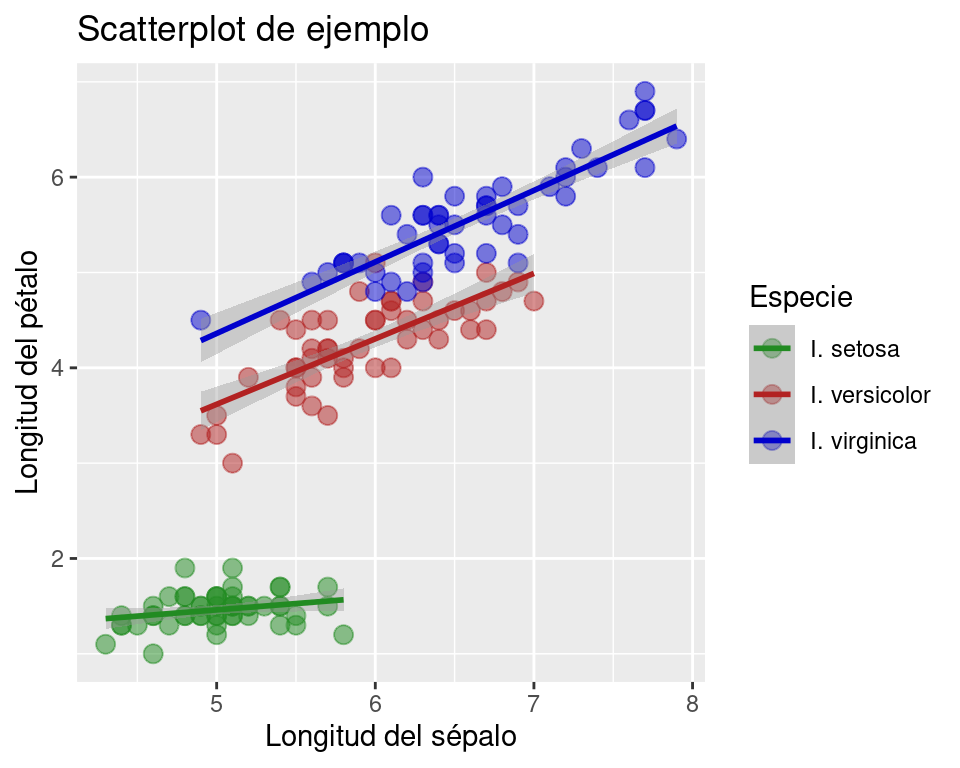 Scatterplot de ejemplo
Longitud del pétalo
6
4
2
5
6
7
8
Longitud del sépalo
Especie
I. setosa
I. versicolor
I. virginica